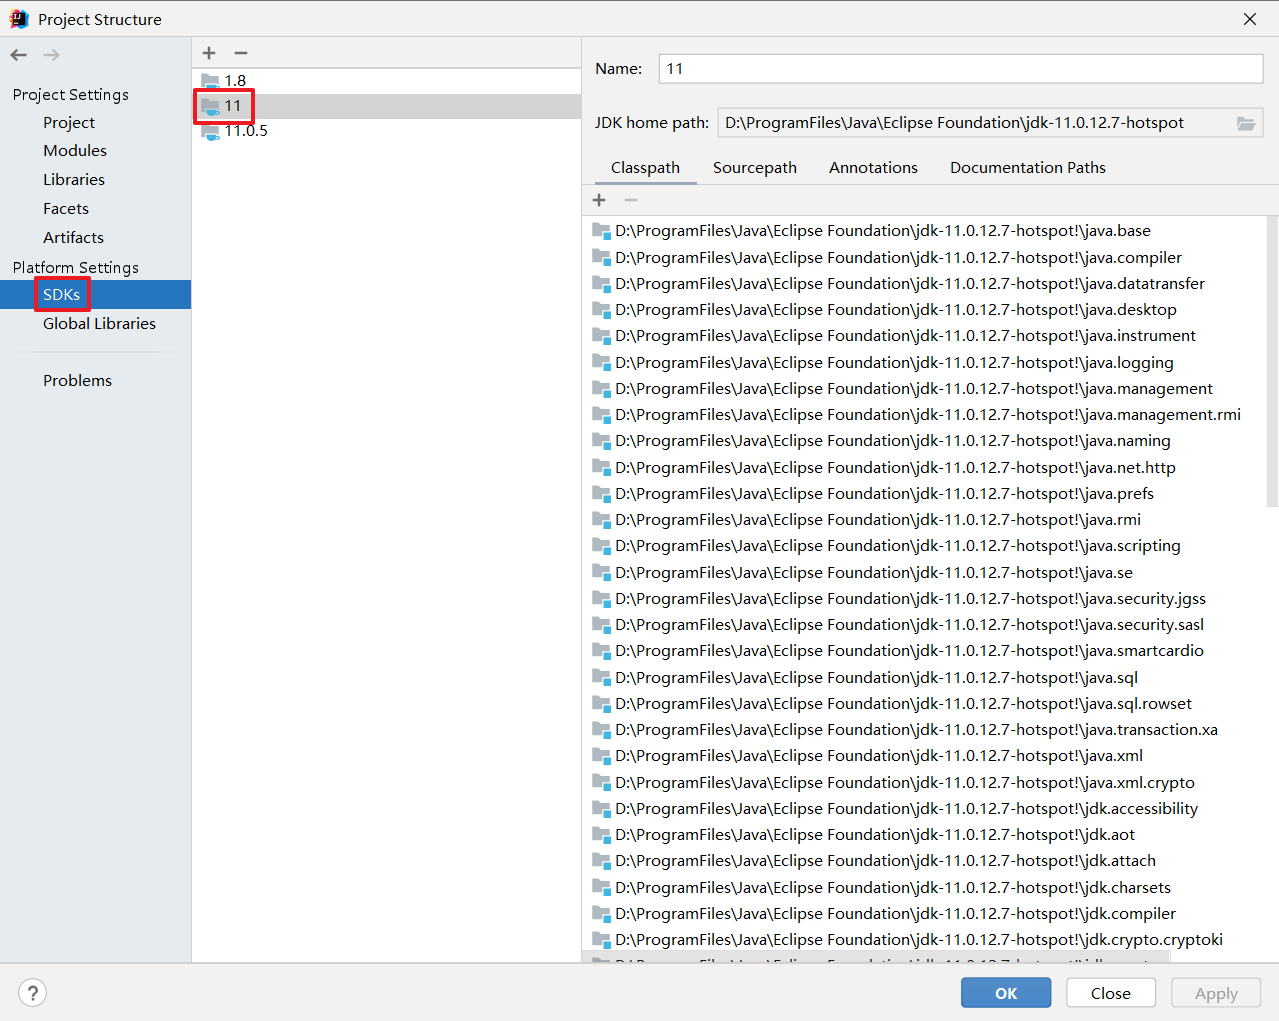 Project Structure
Project Settings
Project
Modules
Libraries
Facets
Artifacts
Platform Settings
SDKs
Global Libraries
Problems
1.8
11
11.0.5
Name: 11
JDK home path: D:\ProgramFiles\Java\Eclipse Foundation\jdk-11.0.12.7-hotspot
Classpath Sourcepath Annotations Documentation Paths
D:\ProgramFiles\Java\Eclipse Foundation\jdk-11.0.12.7-hotspot!\java.base
D:\ProgramFiles\Java\Eclipse Foundation\jdk-11.0.12.7-hotspot!\java.compiler
D:\ProgramFiles\Java\Eclipse Foundation\jdk-11.0.12.7-hotspot!\java.datatransfer
D:\ProgramFiles\Java\Eclipse Foundation\jdk-11.0.12.7-hotspot!\java.desktop
D:\ProgramFiles\Java\Eclipse Foundation\jdk-11.0.12.7-hotspot!\java.instrument
D:\ProgramFiles\Java\Eclipse Foundation\jdk-11.0.12.7-hotspot!\java.logging
D:\ProgramFiles\Java\Eclipse Foundation\jdk-11.0.12.7-hotspot!\java.management
D:\ProgramFiles\Java\Eclipse Foundation\jdk-11.0.12.7-hotspot!\java.management.rmi
D:\ProgramFiles\Java\Eclipse Foundation\jdk-11.0.12.7-hotspot!\java.naming
D:\ProgramFiles\Java\Eclipse Foundation\jdk-11.0.12.7-hotspot!\java.net.http
D:\ProgramFiles\Java\Eclipse Foundation\jdk-11.0.12.7-hotspot!\java.prefs
D:\ProgramFiles\Java\Eclipse Foundation\jdk-11.0.12.7-hotspot!\java.rmi
D:\ProgramFiles\Java\Eclipse Foundation\jdk-11.0.12.7-hotspot!\java.scripting
D:\ProgramFiles\Java\Eclipse Foundation\jdk-11.0.12.7-hotspot!\java.se
D:\ProgramFiles\Java\Eclipse Foundation\jdk-11.0.12.7-hotspot!\java.security.jgss
D:\ProgramFiles\Java\Eclipse Foundation\jdk-11.0.12.7-hotspot!\java.security.sasl
D:\ProgramFiles\Java\Eclipse Foundation\jdk-11.0.12.7-hotspot!\java.smartcardio
D:\ProgramFiles\Java\Eclipse Foundation\jdk-11.0.12.7-hotspot!\java.sql
D:\ProgramFiles\Java\Eclipse Foundation\jdk-11.0.12.7-hotspot!\java.sql.rowset
D:\ProgramFiles\Java\Eclipse Foundation\jdk-11.0.12.7-hotspot!\java.transaction.xa
D:\ProgramFiles\Java\Eclipse Foundation\jdk-11.0.12.7-hotspot!\java.xml
D:\ProgramFiles\Java\Eclipse Foundation\jdk-11.0.12.7-hotspot!\java.xml.crypto
D:\ProgramFiles\Java\Eclipse Foundation\jdk-11.0.12.7-hotspot!\jdk.accessibility
D:\ProgramFiles\Java\Eclipse Foundation\jdk-11.0.12.7-hotspot!\jdk.aot
D:\ProgramFiles\Java\Eclipse Foundation\jdk-11.0.12.7-hotspot!\jdk.attach
D:\ProgramFiles\Java\Eclipse Foundation\jdk-11.0.12.7-hotspot!\jdk.charsets
D:\ProgramFiles\Java\Eclipse Foundation\jdk-11.0.12.7-hotspot!\jdk.compiler
D:\ProgramFiles\Java\Eclipse Foundation\jdk-11.0.12.7-hotspot!\jdk.crypto.cryptoki
? OK Close Apply